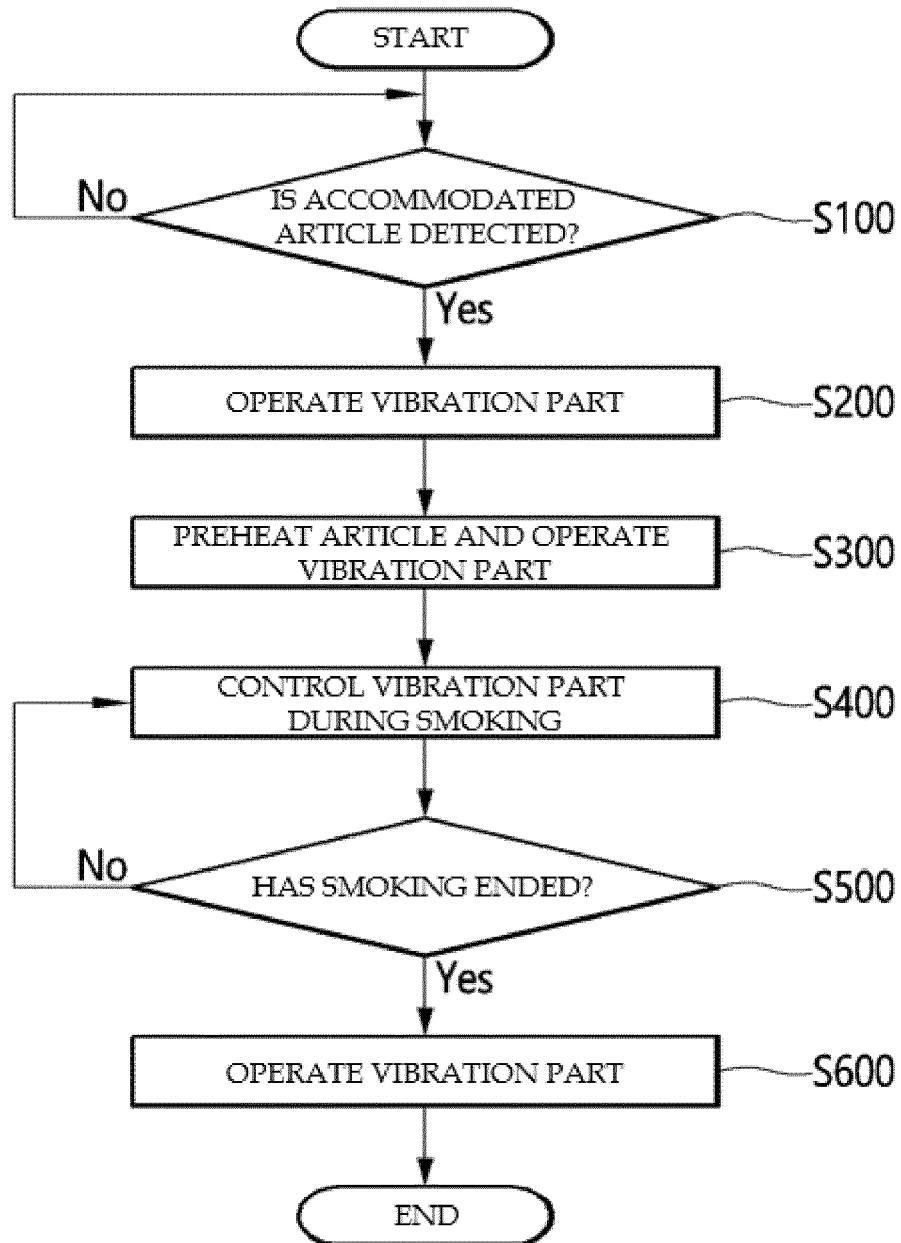 START
No
IS ACCOMMODATED
ARTICLE DETECTED?
S100
Yes
OPERATE VIBRATION PART
S200
PREHEAT ARTICLE AND OPERATE
VIBRATION PART
S300
CONTROL VIBRATION PART
DURING SMOKING
S400
No
HAS SMOKING ENDED?
S500
Yes
OPERATE VIBRATION PART
S600
END